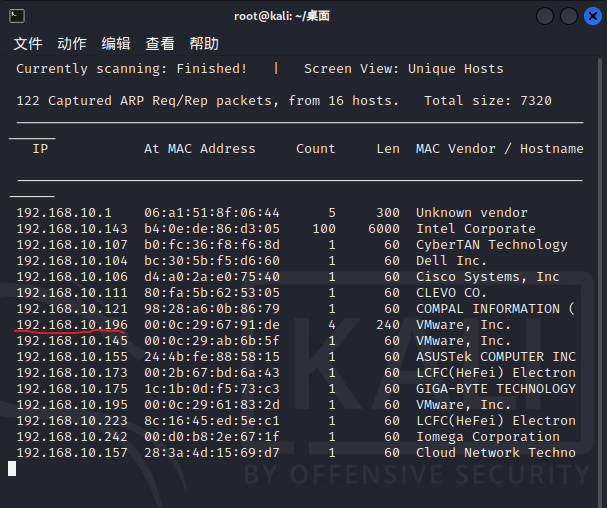 root@kali: ~/桌面
文件 动作 编辑 查看 帮助
Currently scanning: Finished! | Screen View: Unique Hosts
122 Captured ARP Req/Rep packets, from 16 hosts. Total size: 7320
IP At MAC Address Count Len MAC Vendor / Hostname
192.168.10.1 06:a1:51:8f:06:44 5 300 Unknown vendor
192.168.10.143 b4:0e:de:86:d3:05 100 6000 Intel Corporate
192.168.10.107 b0:fc:36:f8:f6:8d 1 60 CyberTAN Technology
192.168.10.104 bc:30:5b:f5:d6:60 1 60 Dell Inc.
192.168.10.106 d4:a0:2a:e0:75:40 1 60 Cisco Systems, Inc
192.168.10.111 80:fa:5b:62:53:05 1 60 CLEVO CO.
192.168.10.121 98:28:a6:0b:86:79 1 60 COMPAL INFORMATION (
192.168.10.196 00:0c:29:67:91:de 4 240 VMware, Inc.
192.168.10.145 00:0c:29:ab:6b:5f 1 60 VMware, Inc.
192.168.10.155 24:4b:fe:88:58:15 1 60 ASUSTek COMPUTER INC
192.168.10.173 00:2b:67:bd:6a:43 1 60 LCFC(HeFei) Electron
192.168.10.175 1c:1b:0d:f5:73:c3 1 60 GIGA-BYTE TECHNOLOGY
192.168.10.195 00:0c:29:61:83:2d 1 60 VMware, Inc.
192.168.10.223 8c:16:45:ed:5e:c1 1 60 LCFC(HeFei) Electron
192.168.10.242 00:d0:b8:2e:67:1f 1 60 Iomega Corporation
192.168.10.157 28:3a:4d:15:69:d7 1 60 Cloud Network Techno
KALI
BY OFFENSIVE SECURITY